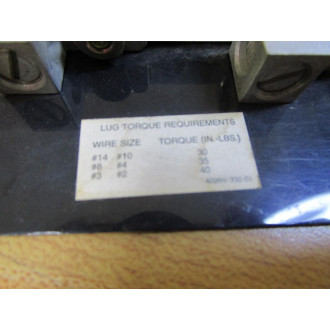 LUG TORQUE REQUIREMENTS
WIRE SIZE TORQUE (IN.-LBS.)
#14 #10 30
#8 #4 35
#3 #2 40